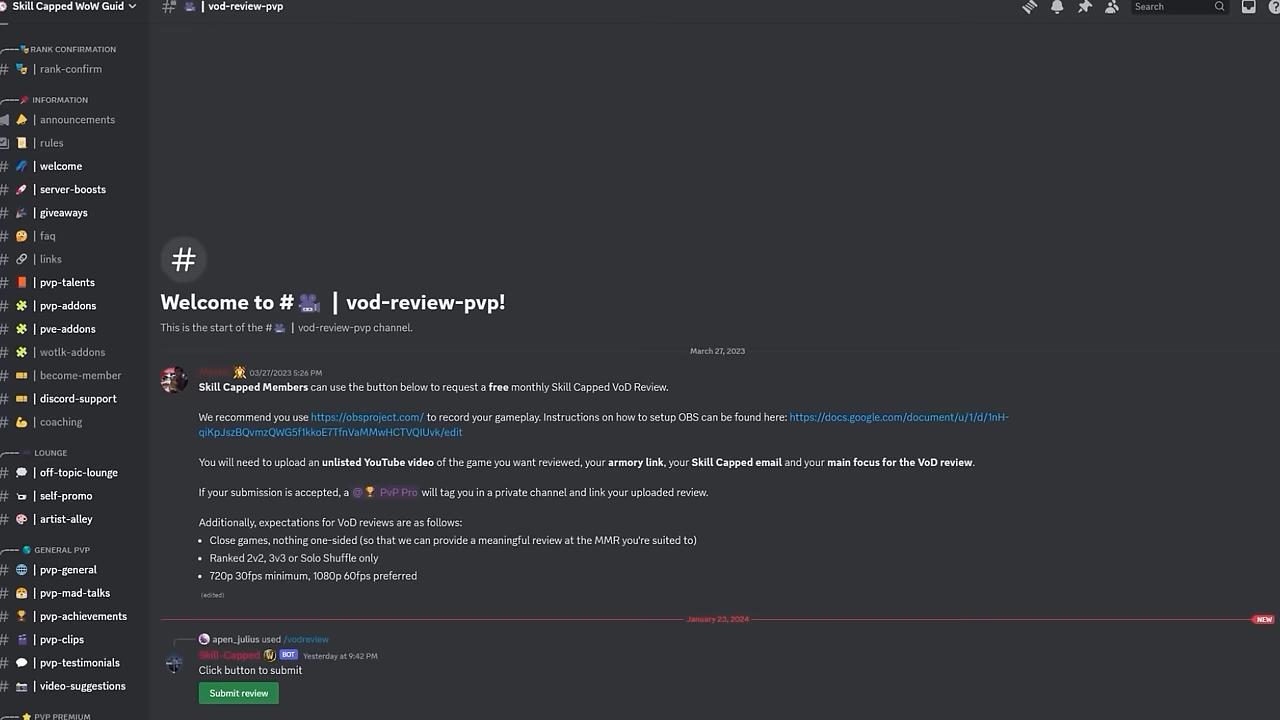 Skill Capped WoW Guid
| vod-review-pvp
Search
RANK CONFIRMATION
# | rank-confirm
INFORMATION
| announcements
| rules
# | welcome
# | server-boosts
# | giveaways
# | faq
# | links
# | pvp-talents
# | pvp-addons
# | pve-addons
# | wotlk-addons
# | become-member
# | discord-support
# | coaching
LOUNGE
# | off-topic-lounge
# | self-promo
# | artist-alley
GENERAL PVP
# | pvp-general
# | pvp-mad-talks
# | pvp-achievements
# | pvp-clips
# | pvp-testimonials
# | video-suggestions
PVP PREMIUM
#
Welcome to # | vod-review-pvp!
This is the start of the # | vod-review-pvp channel.
March 27, 2023
03/27/2023 5:26 PM
Skill Capped Members can use the button below to request a free monthly Skill Capped VoD Review.
We recommend you use https://obsproject.com/ to record your gameplay. Instructions on how to setup OBS can be found here: https://docs.google.com/document/u/1/d/1nH-
qiKpJszBQvmzQWG5f1kkoE7TfnVaMMwHCTVQIUvk/edit
You will need to upload an unlisted YouTube video of the game you want reviewed, your armory link, your Skill Capped email and your main focus for the VoD review.
If your submission is accepted, a @🏆 PvP Pro will tag you in a private channel and link your uploaded review.
Additionally, expectations for VoD reviews are as follows:
• Close games, nothing one-sided (so that we can provide a meaningful review at the MMR you're suited to)
• Ranked 2v2, 3v3 or Solo Shuffle only
• 720p 30fps minimum, 1080p 60fps preferred
(edited)
January 23, 2024
NEW
apen_julius used /vodreview
Skill-Capped BOT Yesterday at 9:42 PM
Click button to submit
Submit review